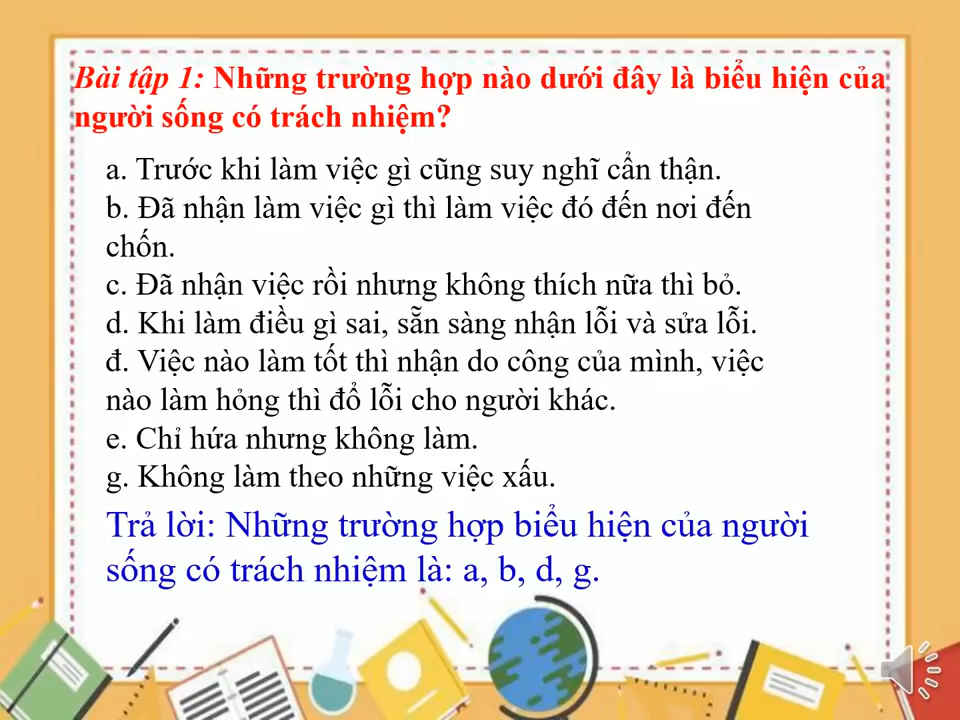 Bài tập 1: Những trường hợp nào dưới đây là biểu hiện của
người sống có trách nhiệm?
a. Trước khi làm việc gì cũng suy nghĩ cẩn thận.
b. Đã nhận làm việc gì thì làm việc đó đến nơi đến
chốn.
c. Đã nhận việc rồi nhưng không thích nữa thì bỏ.
d. Khi làm điều gì sai, sẵn sàng nhận lỗi và sửa lỗi.
đ. Việc nào làm tốt thì nhận do công của mình, việc
nào làm hỏng thì đổ lỗi cho người khác.
e. Chỉ hứa nhưng không làm.
g. Không làm theo những việc xấu.
Trả lời: Những trường hợp biểu hiện của người
sống có trách nhiệm là: a, b, d, g.